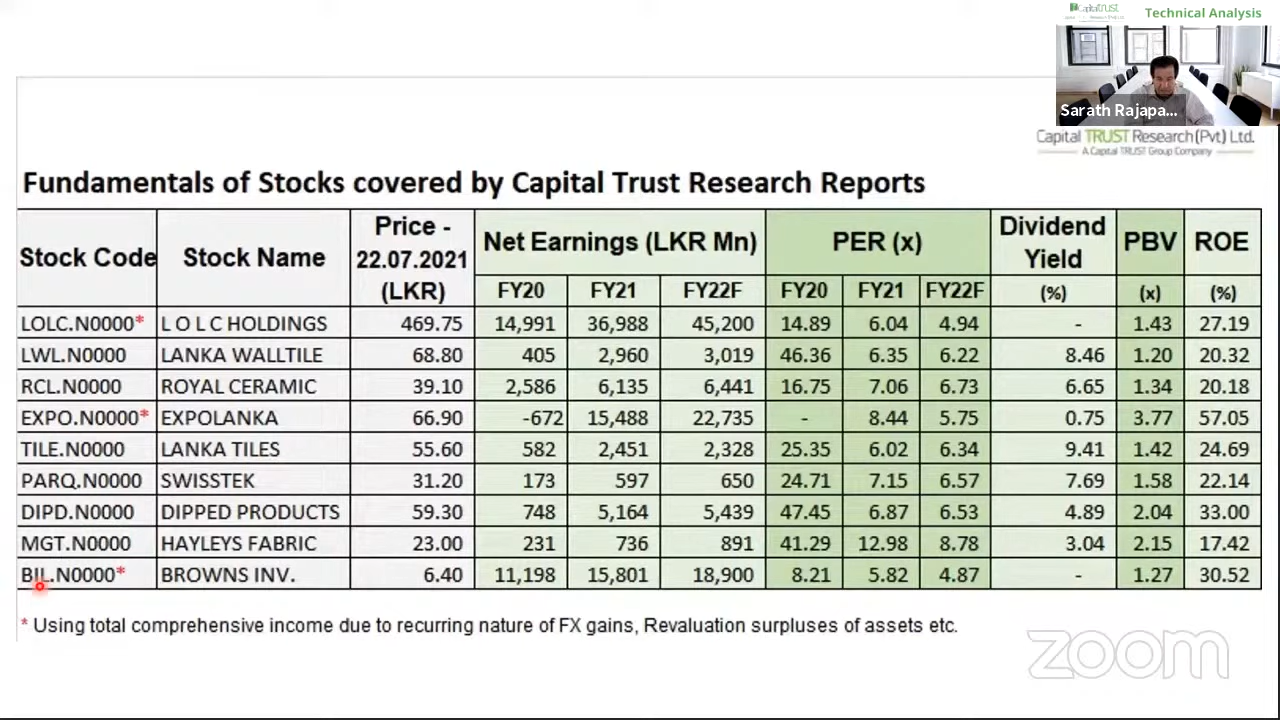 CapitalTRUST
Technical Analysis
Sarath Rajapa...
Capital TRUST Research (Pvt) Ltd.
A Capital TRUST Group Company
Fundamentals of Stocks covered by Capital Trust Research Reports
Stock Code Stock Name Price - 22.07.2021 (LKR) Net Earnings (LKR Mn) PER (x) Dividend Yield PBV ROE
FY20 FY21 FY22F FY20 FY21 FY22F (%) (x) (%)
LOLC.N0000* L O L C HOLDINGS 469.75 14,991 36,988 45,200 14.89 6.04 4.94 - 1.43 27.19
LWL.N0000 LANKA WALLTILE 68.80 405 2,960 3,019 46.36 6.35 6.22 8.46 1.20 20.32
RCL.N0000 ROYAL CERAMIC 39.10 2,586 6,135 6,441 16.75 7.06 6.73 6.65 1.34 20.18
EXPO.N0000* EXPOLANKA 66.90 -672 15,488 22,735 - 8.44 5.75 0.75 3.77 57.05
TILE.N0000 LANKA TILES 55.60 582 2,451 2,328 25.35 6.02 6.34 9.41 1.42 24.69
PARQ.N0000 SWISSTEK 31.20 173 597 650 24.71 7.15 6.57 7.69 1.58 22.14
DIPD.N0000 DIPPED PRODUCTS 59.30 748 5,164 5,439 47.45 6.87 6.53 4.89 2.04 33.00
MGT.N0000 HAYLEYS FABRIC 23.00 231 736 891 41.29 12.98 8.78 3.04 2.15 17.42
BIL.N0000* BROWNS INV. 6.40 11,198 15,801 18,900 8.21 5.82 4.87 - 1.27 30.52
* Using total comprehensive income due to recurring nature of FX gains, Revaluation surpluses of assets etc.
zoom